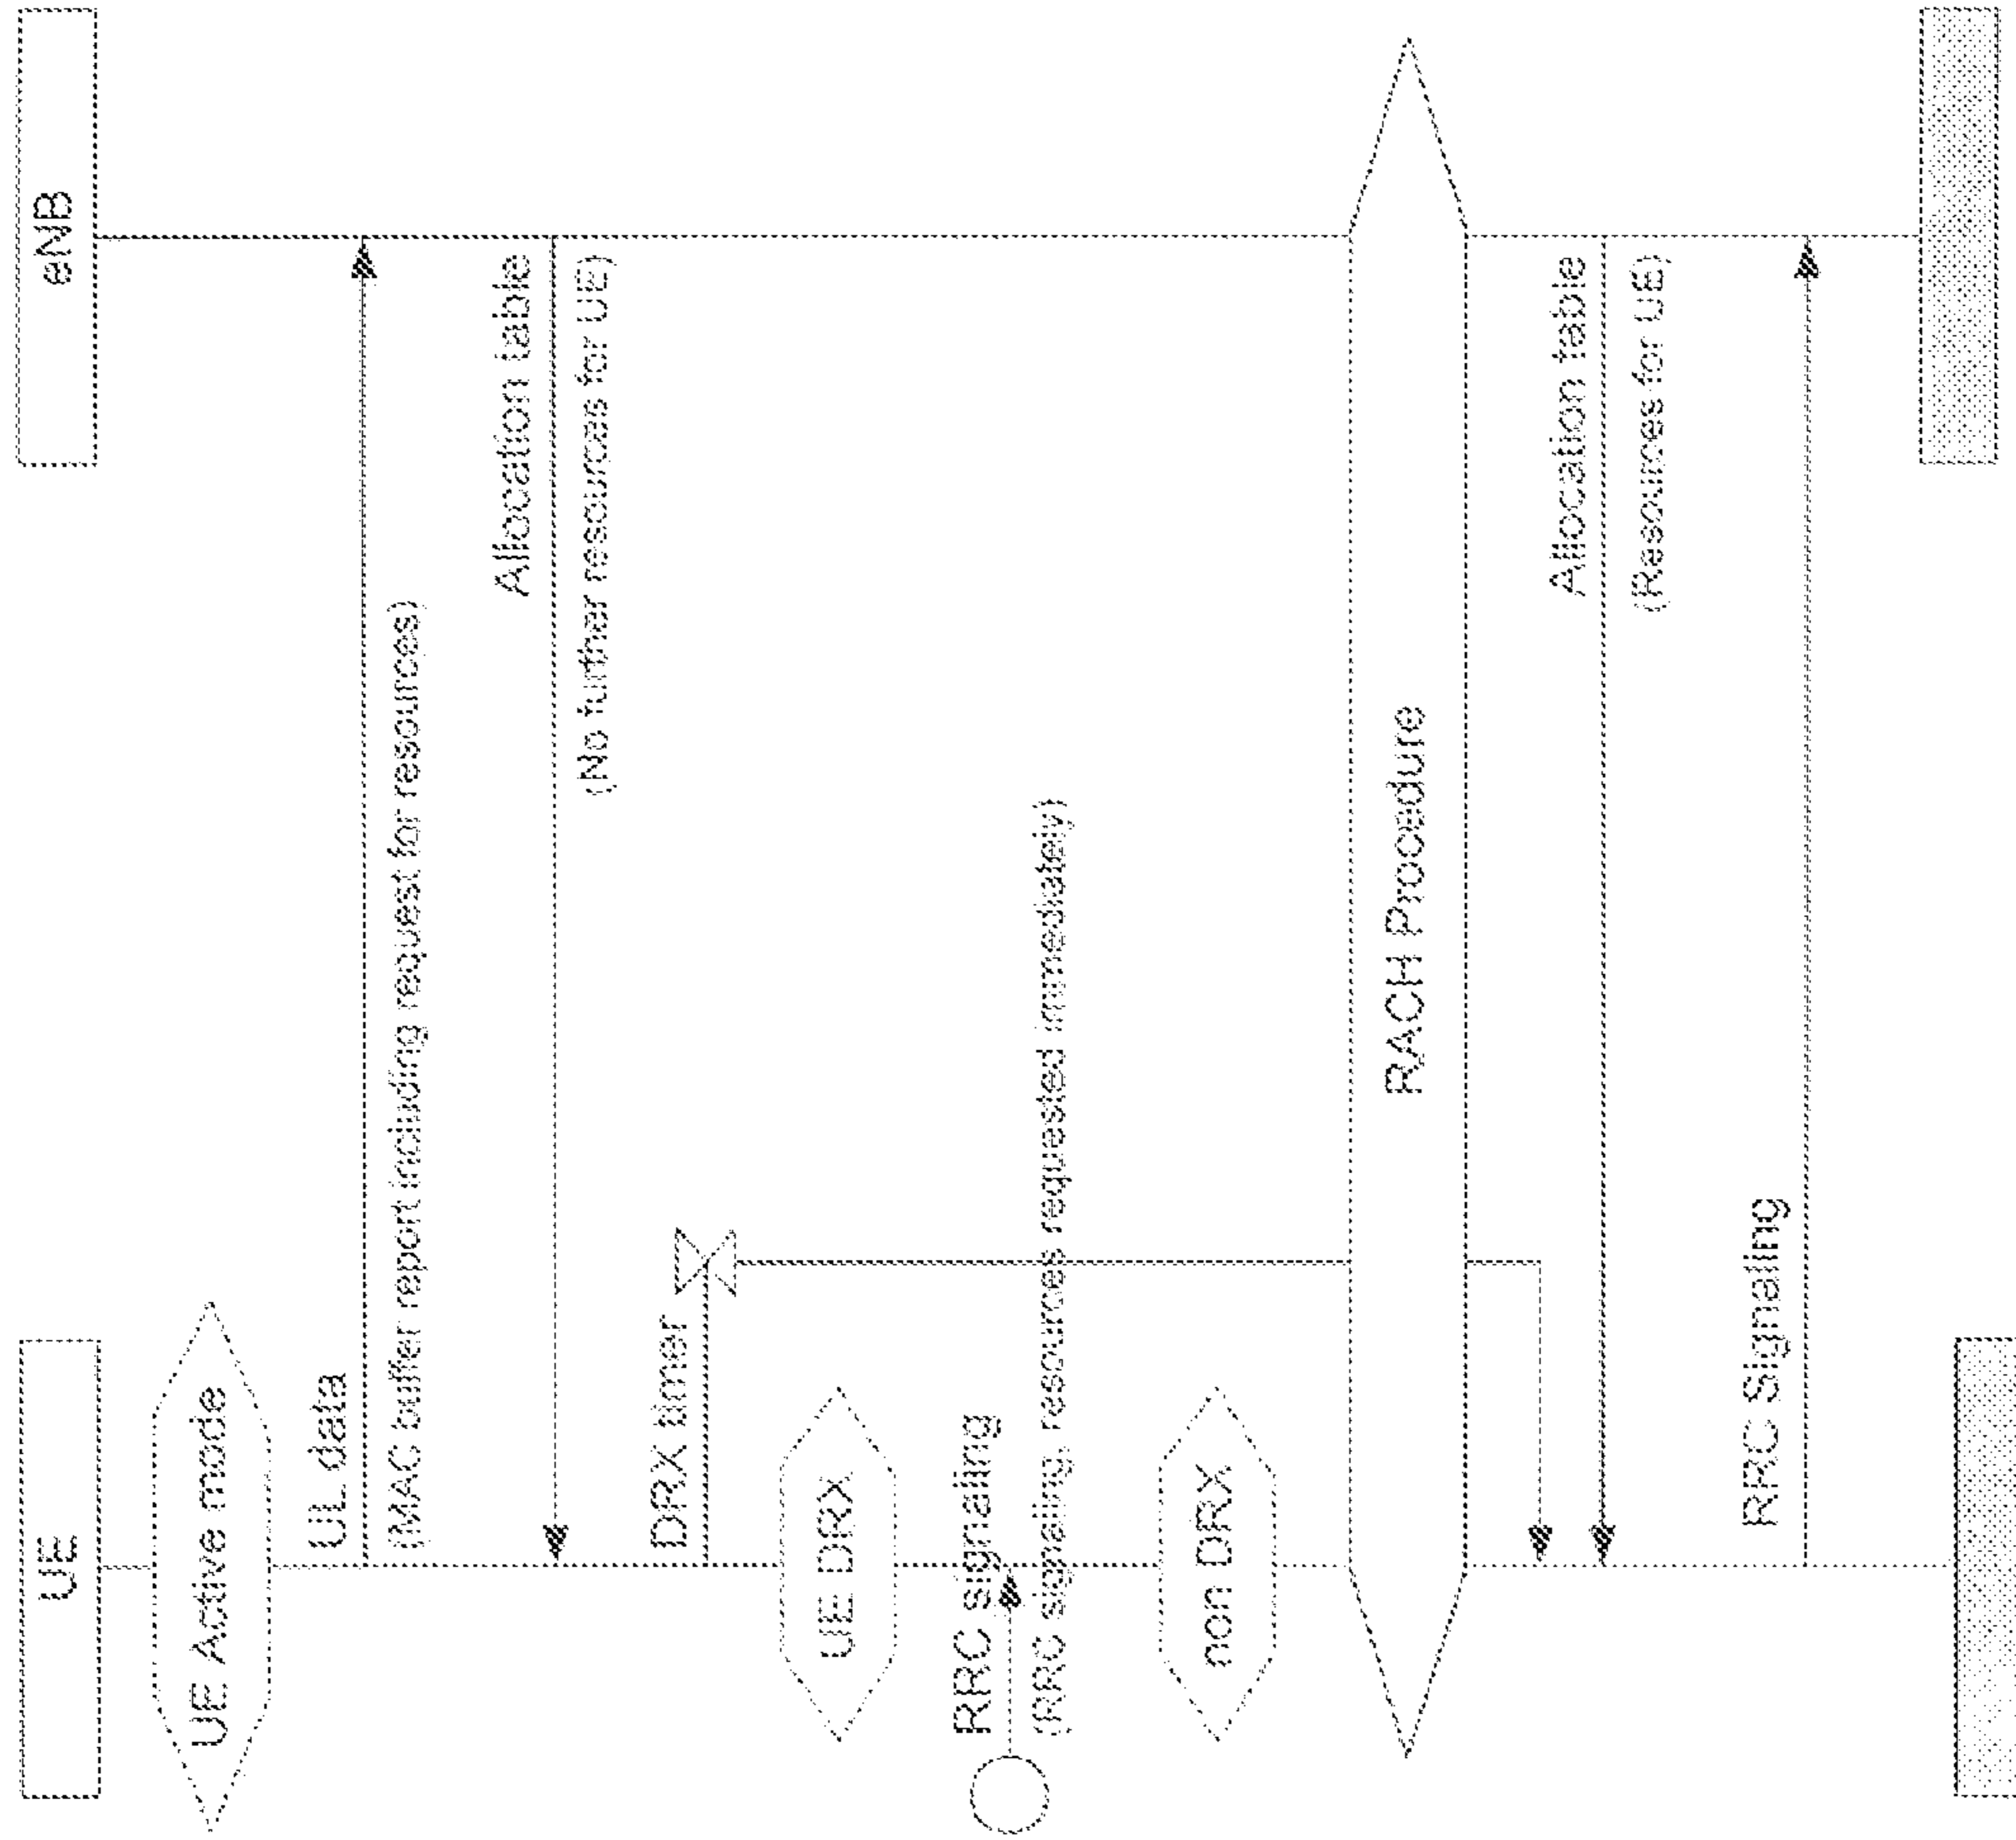 UE
eNB
UE Active mode
UL data
(MAC buffer report including request for resources)
Allocation table
(No further resources for UE)
DRX timer
UE DRX
RRC signaling
(RRC signaling, resources requested immediately)
non DRX
RACH Procedure
Allocation table
(Resources for UE)
RRC Signaling